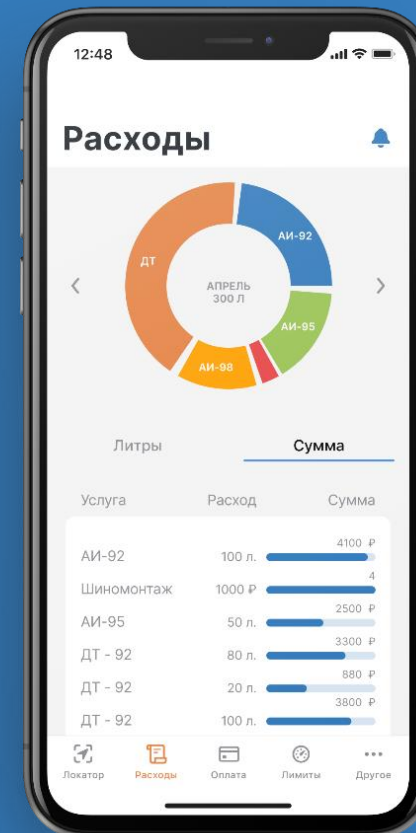 12:48
Расходы
АИ-92
ДТ
АПРЕЛЬ
300 Л
АИ-95
АИ-98
Литры Сумма
Услуга Расход Сумма
4100 ₽
АИ-92 100 л.
4
Шиномонтаж 1000 ₽
2500 ₽
АИ-95 50 л.
3300 ₽
ДТ - 92 80 л.
880 ₽
ДТ - 92 20 л.
3800 ₽
ДТ - 92 100 л.
Локатор Расходы Оплата Лимиты Другое